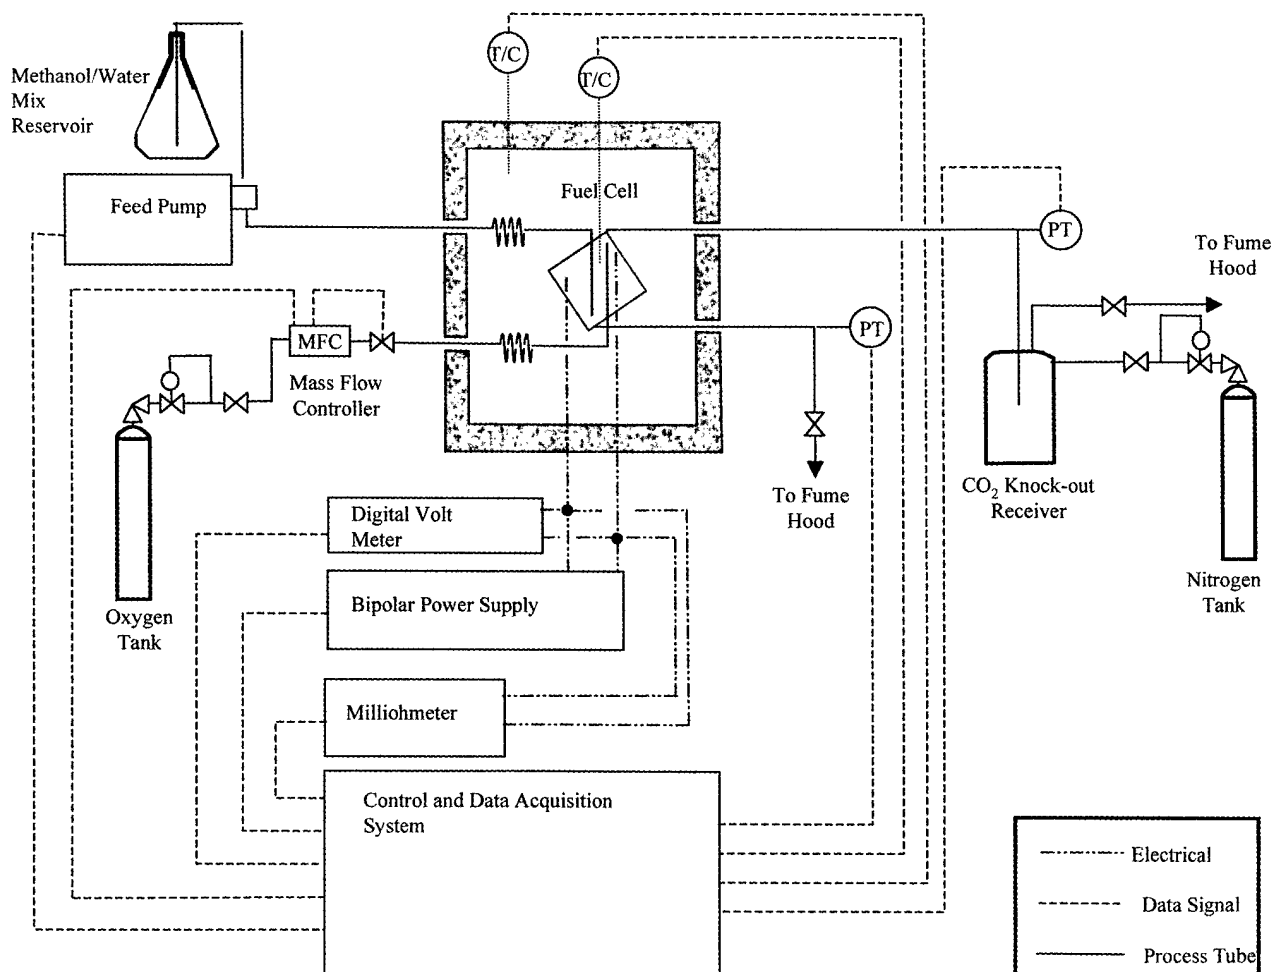 T/C
T/C
Methanol/Water
Mix
Reservoir
Feed Pump
Fuel Cell
PT
To Fume
Hood
PT
MFC
Mass Flow
Controller
To Fume
Hood
CO₂ Knock-out
Receiver
Digital Volt
Meter
Bipolar Power Supply
Oxygen
Tank
Nitrogen
Tank
Milliohmeter
Control and Data Acquisition
System
Electrical
Data Signal
Process Tube